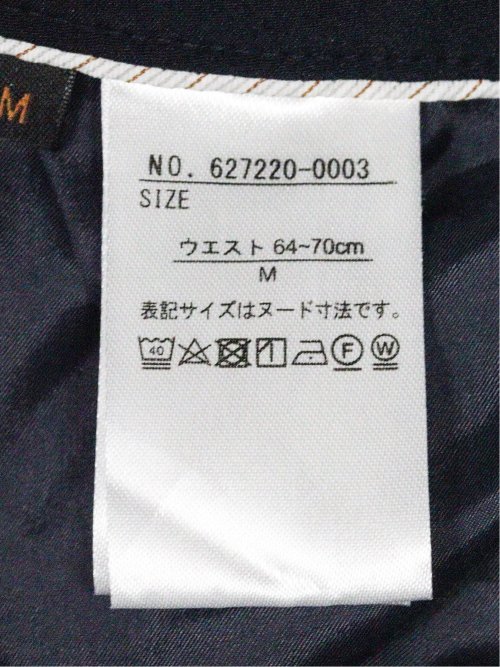 M
NO. 627220-0003
SIZE
ウエスト 64~70cm
M
表記サイズはヌード寸法です。
40 F W